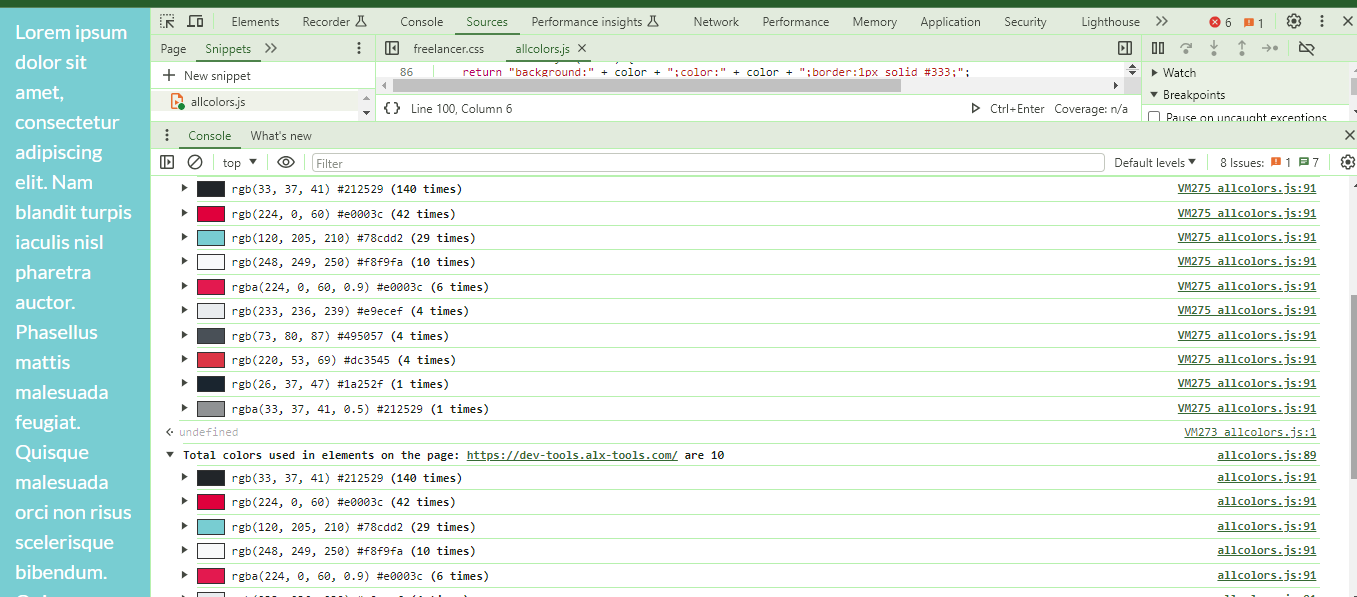 Lorem ipsum
dolor sit
amet,
consectetur
adipiscing
elit. Nam
blandit turpis
iaculis nisl
pharetra
auctor.
Phasellus
mattis
malesuada
feugiat.
Quisque
malesuada
orci non risus
scelerisque
bibendum.
Elements Recorder Console Sources Performance insights Network Performance Memory Application Security Lighthouse 6 1
Page Snippets freelancer.css allcolors.js
New snippet
allcolors.js
86 return "background:" + color + ";color:" + color + ";border:1px solid #333;";
{} Line 100, Column 6 Ctrl+Enter Coverage: n/a
Watch
Breakpoints
Pause on uncaught exceptions
Console What's new
top Filter Default levels 8 Issues: 1 7
rgb(33, 37, 41) #212529 (140 times) VM275 allcolors.js:91
rgb(224, 0, 60) #e0003c (42 times) VM275 allcolors.js:91
rgb(120, 205, 210) #78cdd2 (29 times) VM275 allcolors.js:91
rgb(248, 249, 250) #f8f9fa (10 times) VM275 allcolors.js:91
rgba(224, 0, 60, 0.9) #e0003c (6 times) VM275 allcolors.js:91
rgb(233, 236, 239) #e9ecef (4 times) VM275 allcolors.js:91
rgb(73, 80, 87) #495057 (4 times) VM275 allcolors.js:91
rgb(220, 53, 69) #dc3545 (4 times) VM275 allcolors.js:91
rgb(26, 37, 47) #1a252f (1 times) VM275 allcolors.js:91
rgba(33, 37, 41, 0.5) #212529 (1 times) VM275 allcolors.js:91
undefined VM273 allcolors.js:1
Total colors used in elements on the page: https://dev-tools.alx-tools.com/ are 10 allcolors.js:89
rgb(33, 37, 41) #212529 (140 times) allcolors.js:91
rgb(224, 0, 60) #e0003c (42 times) allcolors.js:91
rgb(120, 205, 210) #78cdd2 (29 times) allcolors.js:91
rgb(248, 249, 250) #f8f9fa (10 times) allcolors.js:91
rgba(224, 0, 60, 0.9) #e0003c (6 times) allcolors.js:91